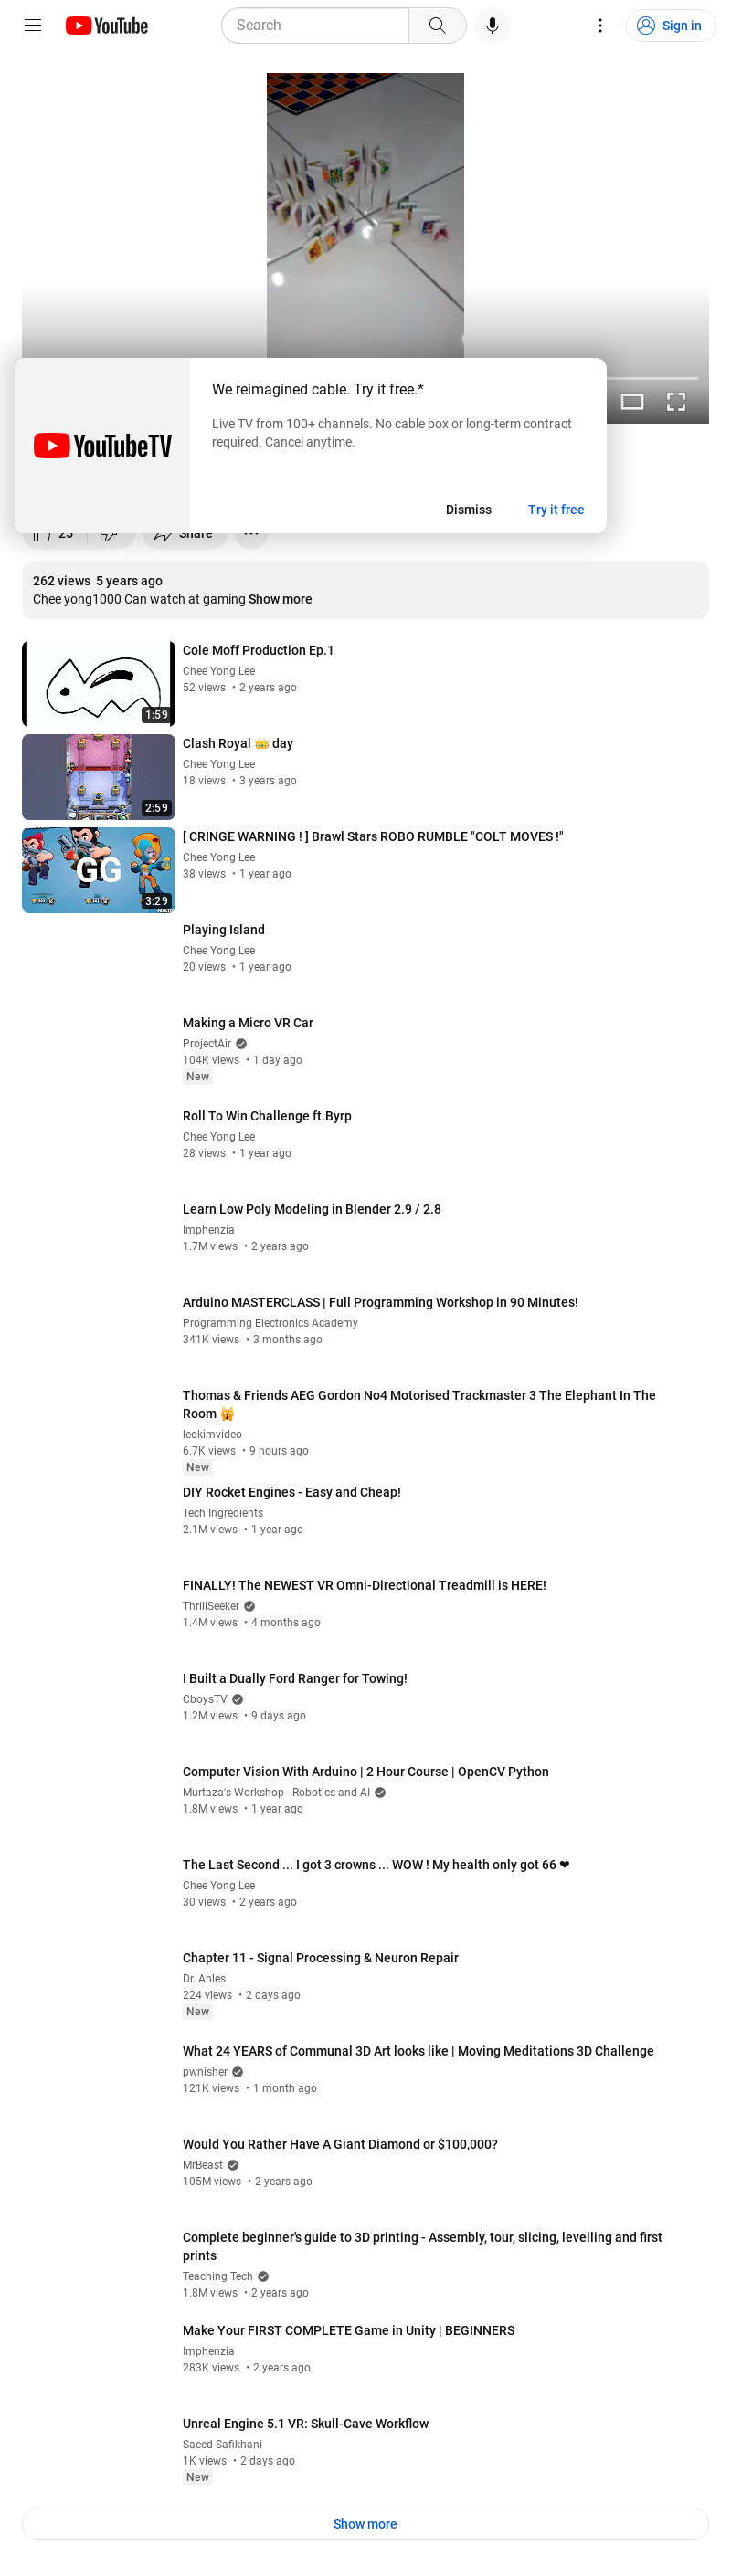 YouTube
Search
Sign in
We reimagined cable. Try it free.*
Live TV from 100+ channels. No cable box or long-term contract
required. Cancel anytime.
YouTubeTV
Dismiss
Try it free
25
Share
262 views 5 years ago
Chee yong1000 Can watch at gaming Show more
Cole Moff Production Ep.1
Chee Yong Lee
52 views • 2 years ago
1:59
Clash Royal 👑 day
Chee Yong Lee
18 views • 3 years ago
2:59
[ CRINGE WARNING ! ] Brawl Stars ROBO RUMBLE "COLT MOVES !"
Chee Yong Lee
38 views • 1 year ago
GG
3:29
Playing Island
Chee Yong Lee
20 views • 1 year ago
Making a Micro VR Car
ProjectAir
104K views • 1 day ago
New
Roll To Win Challenge ft.Byrp
Chee Yong Lee
28 views • 1 year ago
Learn Low Poly Modeling in Blender 2.9 / 2.8
Imphenzia
1.7M views • 2 years ago
Arduino MASTERCLASS | Full Programming Workshop in 90 Minutes!
Programming Electronics Academy
341K views • 3 months ago
Thomas & Friends AEG Gordon No4 Motorised Trackmaster 3 The Elephant In The
Room 🙀
leokimvideo
6.7K views • 9 hours ago
New
DIY Rocket Engines - Easy and Cheap!
Tech Ingredients
2.1M views • 1 year ago
FINALLY! The NEWEST VR Omni-Directional Treadmill is HERE!
ThrillSeeker
1.4M views • 4 months ago
I Built a Dually Ford Ranger for Towing!
CboysTV
1.2M views • 9 days ago
Computer Vision With Arduino | 2 Hour Course | OpenCV Python
Murtaza's Workshop - Robotics and AI
1.8M views • 1 year ago
The Last Second ... I got 3 crowns ... WOW ! My health only got 66 ❤
Chee Yong Lee
30 views • 2 years ago
Chapter 11 - Signal Processing & Neuron Repair
Dr. Ahles
224 views • 2 days ago
New
What 24 YEARS of Communal 3D Art looks like | Moving Meditations 3D Challenge
pwnisher
121K views • 1 month ago
Would You Rather Have A Giant Diamond or $100,000?
MrBeast
105M views • 2 years ago
Complete beginner's guide to 3D printing - Assembly, tour, slicing, levelling and first
prints
Teaching Tech
1.8M views • 2 years ago
Make Your FIRST COMPLETE Game in Unity | BEGINNERS
Imphenzia
283K views • 2 years ago
Unreal Engine 5.1 VR: Skull-Cave Workflow
Saeed Safikhani
1K views • 2 days ago
New
Show more